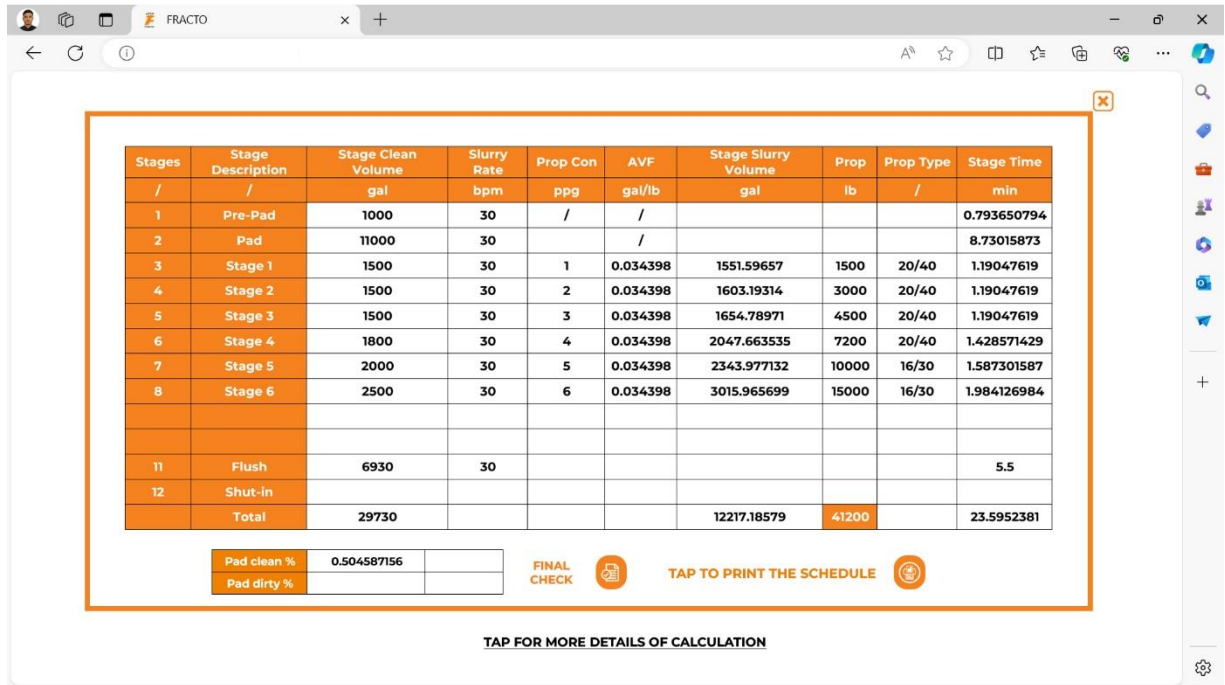 FRACTO
Stages Stage Description Stage Clean Volume Slurry Rate Prop Con AVF Stage Slurry Volume Prop Prop Type Stage Time
/ / gal bpm ppg gal/lb gal lb / min
1 Pre-Pad 1000 30 / / 0.793650794
2 Pad 11000 30 / 8.73015873
3 Stage 1 1500 30 1 0.034398 1551.59657 1500 20/40 1.19047619
4 Stage 2 1500 30 2 0.034398 1603.19314 3000 20/40 1.19047619
5 Stage 3 1500 30 3 0.034398 1654.78971 4500 20/40 1.19047619
6 Stage 4 1800 30 4 0.034398 2047.663535 7200 20/40 1.428571429
7 Stage 5 2000 30 5 0.034398 2343.977132 10000 16/30 1.587301587
8 Stage 6 2500 30 6 0.034398 3015.965699 15000 16/30 1.984126984
11 Flush 6930 30 5.5
12 Shut-in
Total 29730 12217.18579 41200 23.5952381
Pad clean % 0.504587156
Pad dirty %
FINAL CHECK
TAP TO PRINT THE SCHEDULE
TAP FOR MORE DETAILS OF CALCULATION